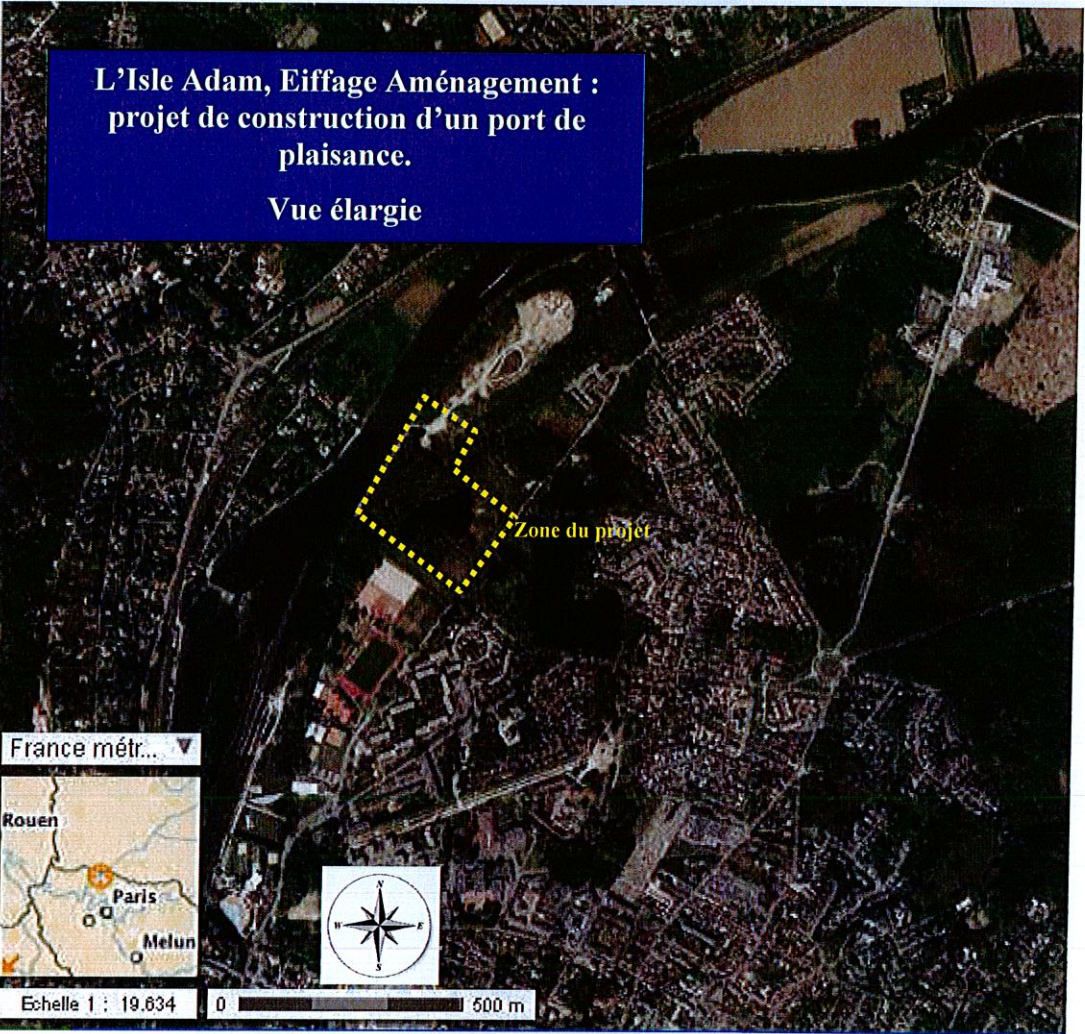 L'Isle Adam, Eiffage Aménagement :
projet de construction d'un port de
plaisance.
Vue élargie
Zone du projet
France métr... ▼
Rouen
Paris
Melun
N
W E
S
Echelle 1 : 19.634 0 500 m